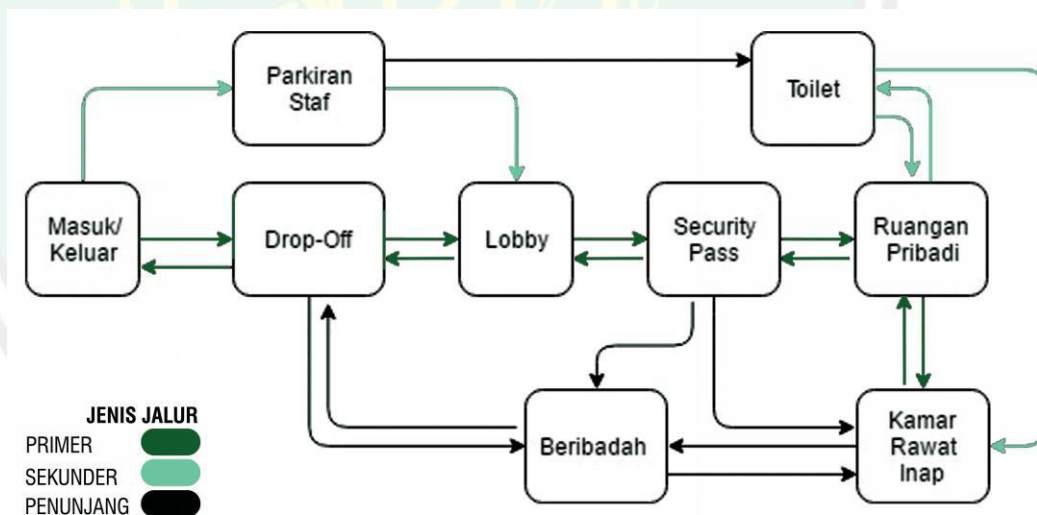 Parkiran
Staf
Toilet
Masuk/
Keluar
Drop-Off
Lobby
Security
Pass
Ruangan
Pribadi
Beribadah
Kamar
Rawat
Inap
JENIS JALUR
PRIMER
SEKUNDER
PENUNJANG